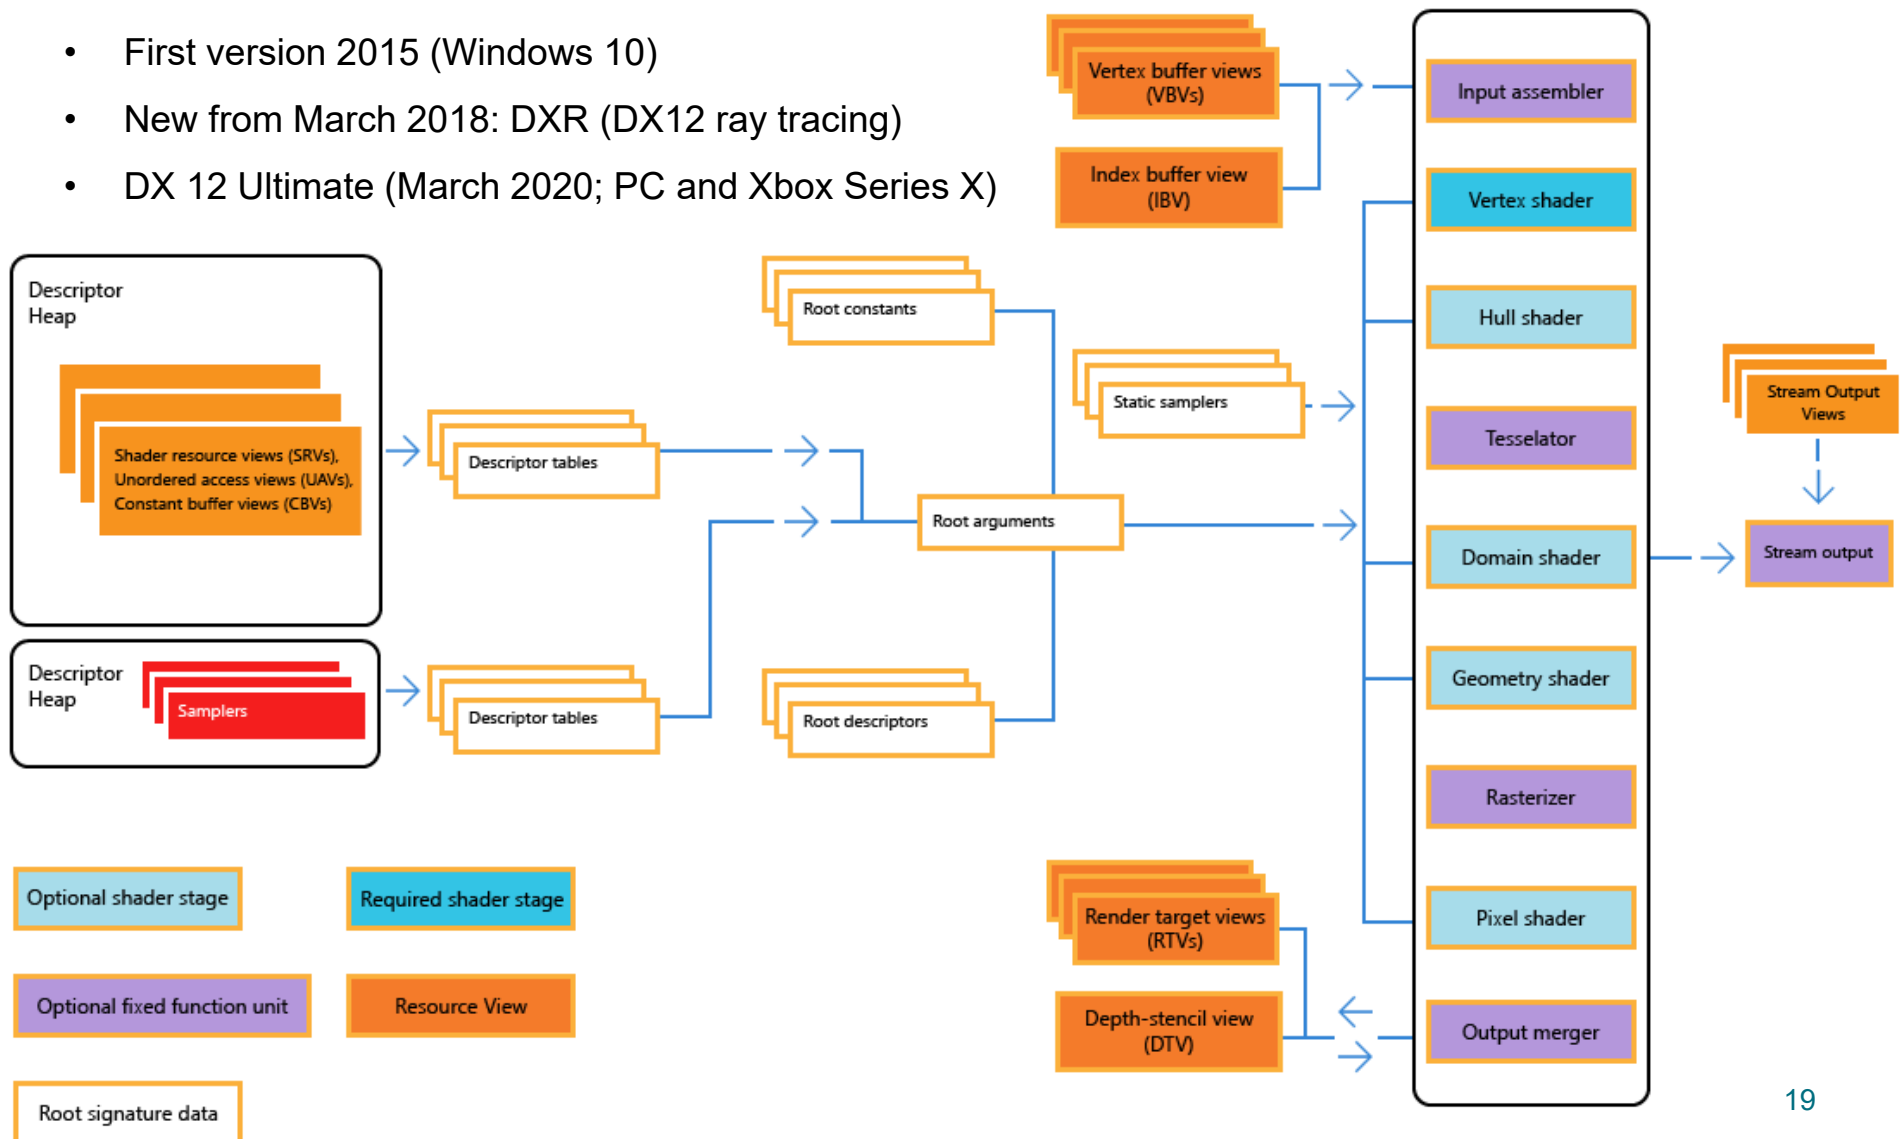 • First version 2015 (Windows 10)
• New from March 2018: DXR (DX12 ray tracing)
• DX 12 Ultimate (March 2020; PC and Xbox Series X)
Vertex buffer views
(VBVs)
Index buffer view
(IBV)
Input assembler
Vertex shader
Hull shader
Tesselator
Domain shader
Geometry shader
Rasterizer
Pixel shader
Output merger
Stream Output
Views
Stream output
Descriptor
Heap
Shader resource views (SRVs),
Unordered access views (UAVs),
Constant buffer views (CBVs)
Descriptor tables
Root constants
Static samplers
Root arguments
Descriptor
Heap
Samplers
Descriptor tables
Root descriptors
Render target views
(RTVs)
Depth-stencil view
(DTV)
Optional shader stage
Required shader stage
Optional fixed function unit
Resource View
Root signature data
19